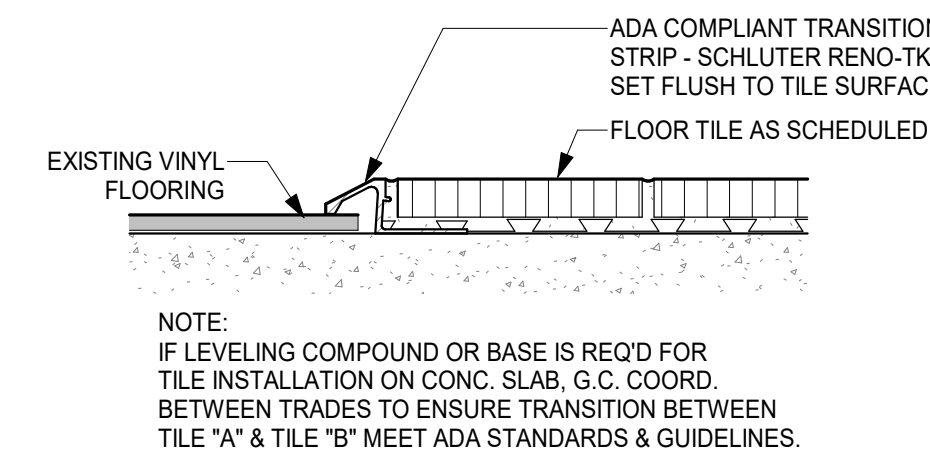 ADA COMPLIANT TRANSITION
STRIP - SCHLUTER RENO-TK
SET FLUSH TO TILE SURFAC
FLOOR TILE AS SCHEDULED
EXISTING VINYL
FLOORING
NOTE:
IF LEVELING COMPOUND OR BASE IS REQ'D FOR
TILE INSTALLATION ON CONC. SLAB, G.C. COORD.
BETWEEN TRADES TO ENSURE TRANSITION BETWEEN
TILE "A" & TILE "B" MEET ADA STANDARDS & GUIDELINES.